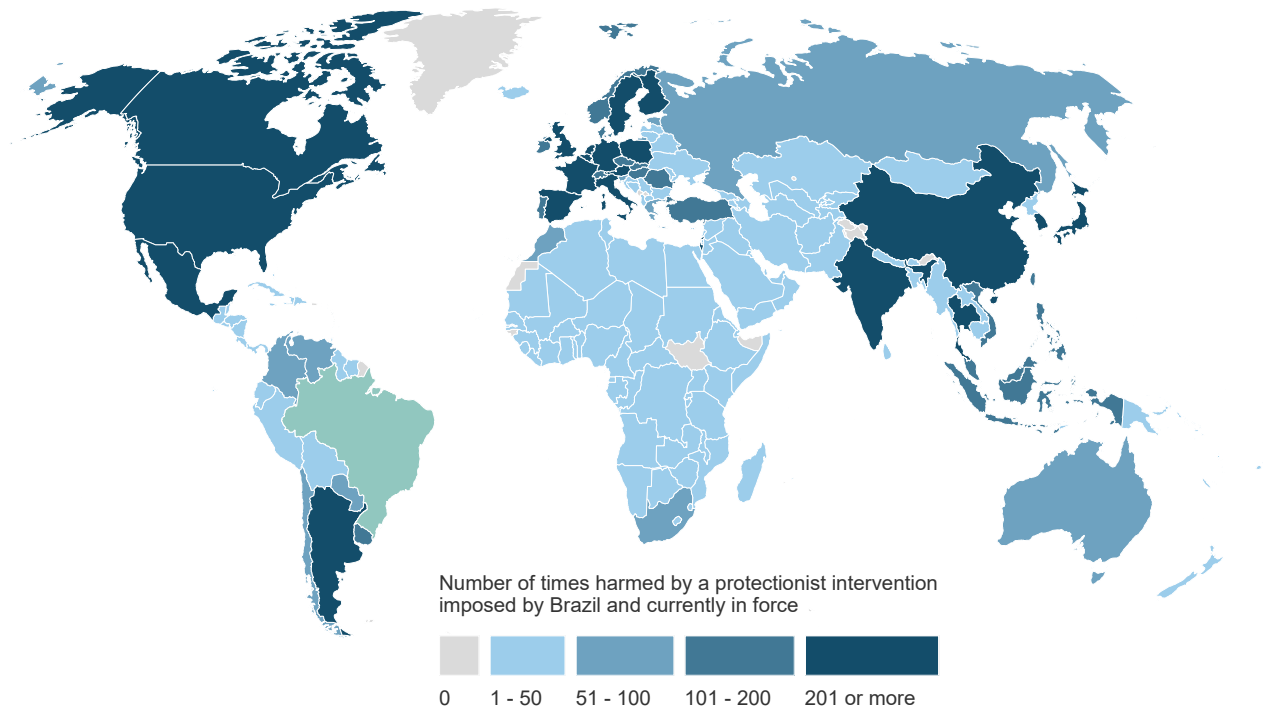 Number of times harmed by a protectionist intervention
imposed by Brazil and currently in force
0 1 - 50 51 - 100 101 - 200 201 or more